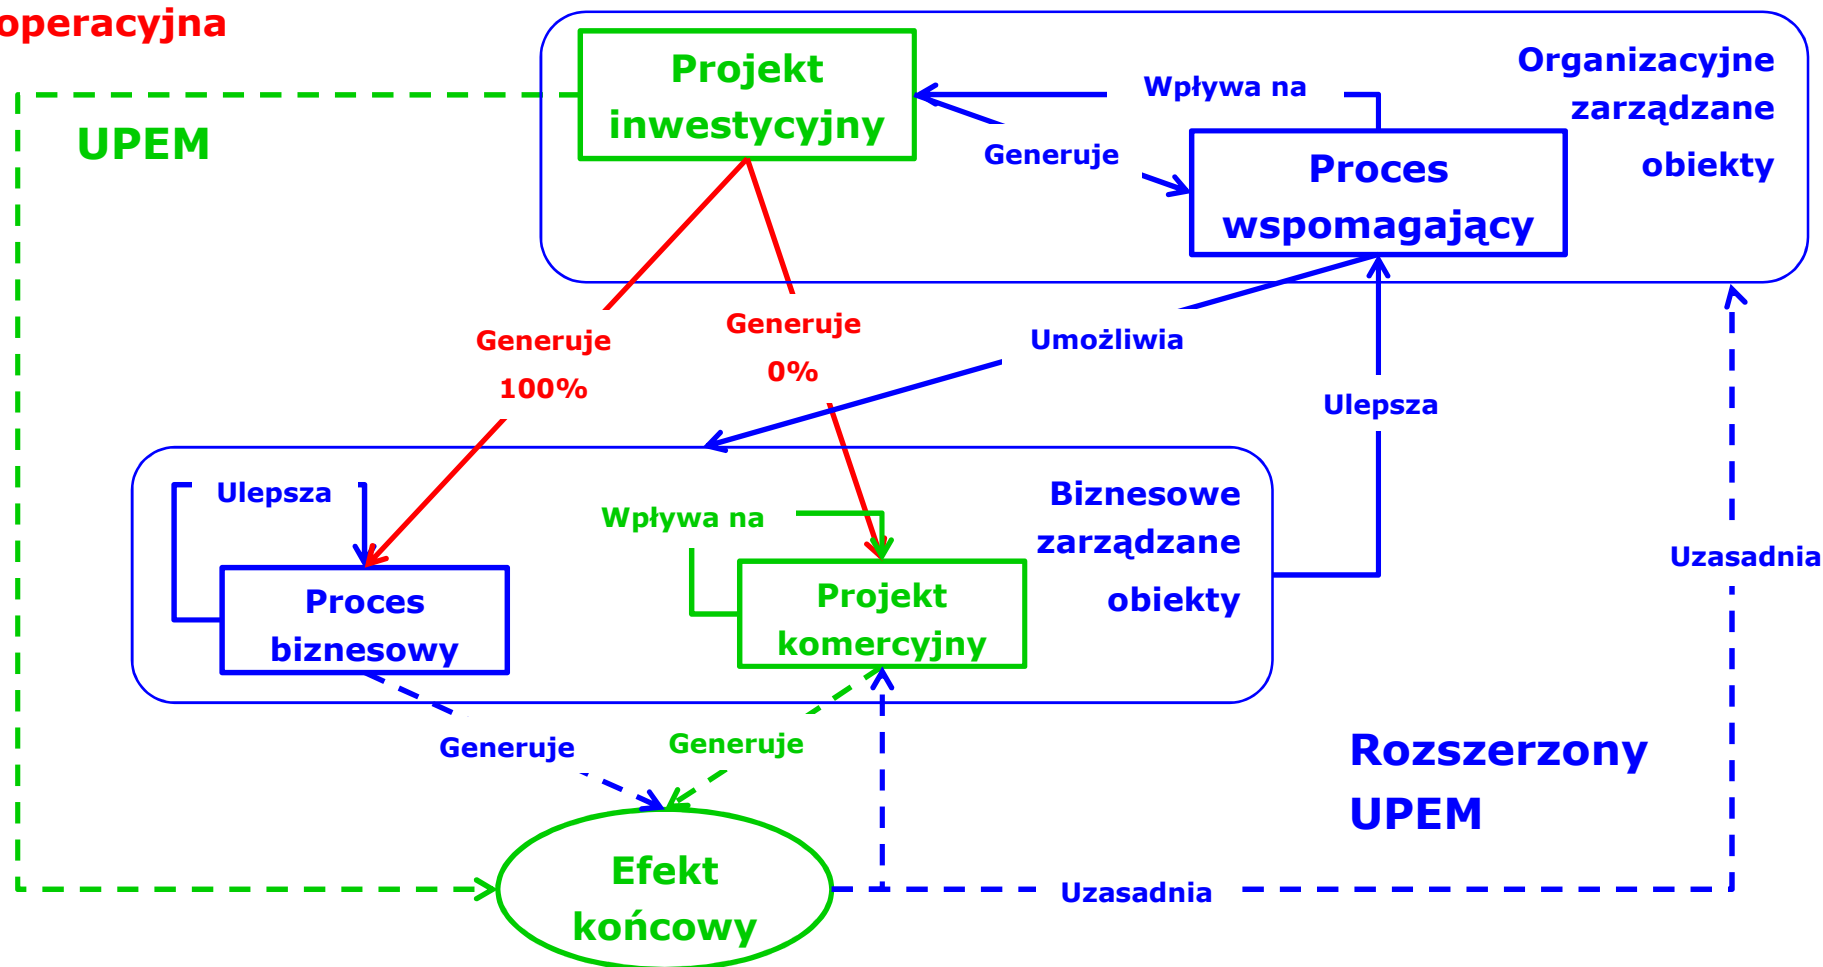 operacyjna
Projekt
inwestycyjny
Wpływa na
Organizacyjne
zarządzane
obiekty
UPEM
Generuje
Proces
wspomagający
Generuje
100%
Generuje
0%
Umożliwia
Ulepsza
Ulepsza
Wpływa na
Biznesowe
zarządzane
obiekty
Uzasadnia
Proces
biznesowy
Projekt
komercyjny
Generuje
Generuje
Rozszerzony
UPEM
Efekt
końcowy
Uzasadnia